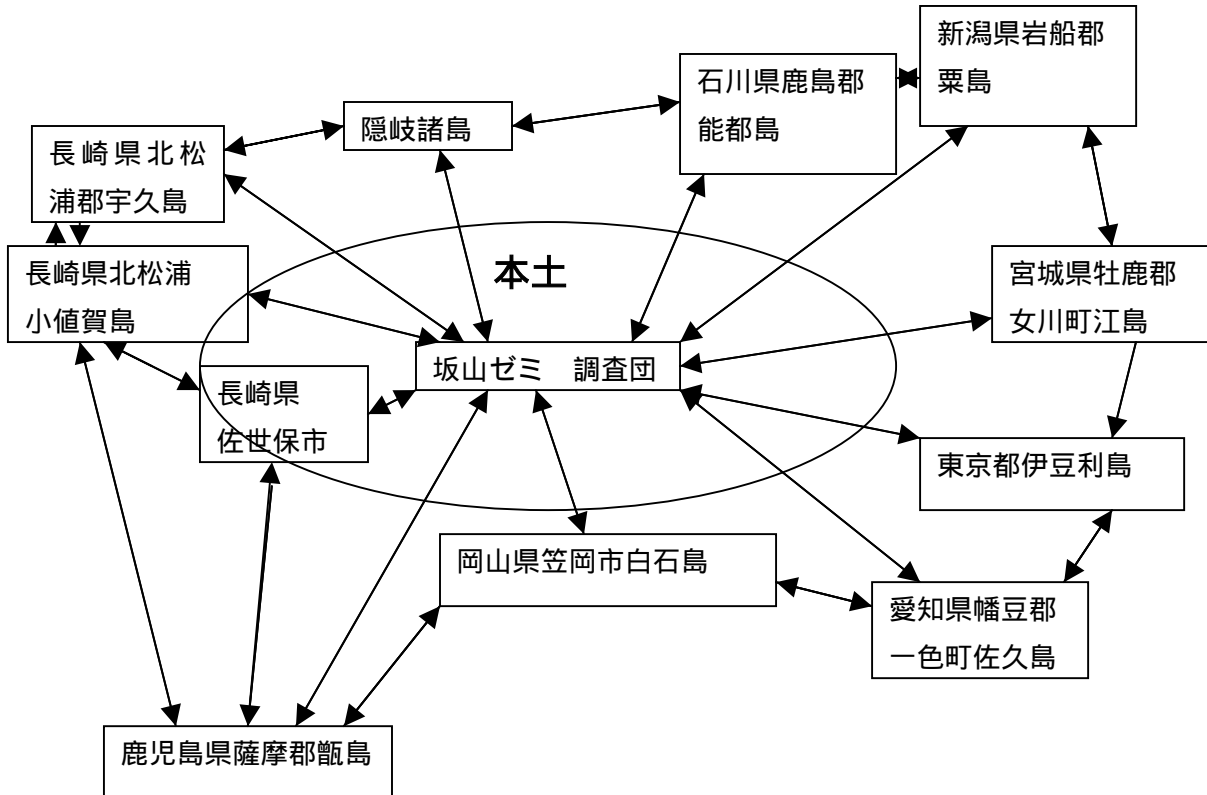 新潟県岩船郡
粟島
石川県鹿島郡
能都島
隠岐諸島
長崎県北松
浦郡宇久島
長崎県北松浦
小値賀島
本土
宮城県牡鹿郡
女川町江島
坂山ゼミ　調査団
長崎県
佐世保市
東京都伊豆利島
岡山県笠岡市白石島
愛知県幡豆郡
一色町佐久島
鹿児島県薩摩郡甑島